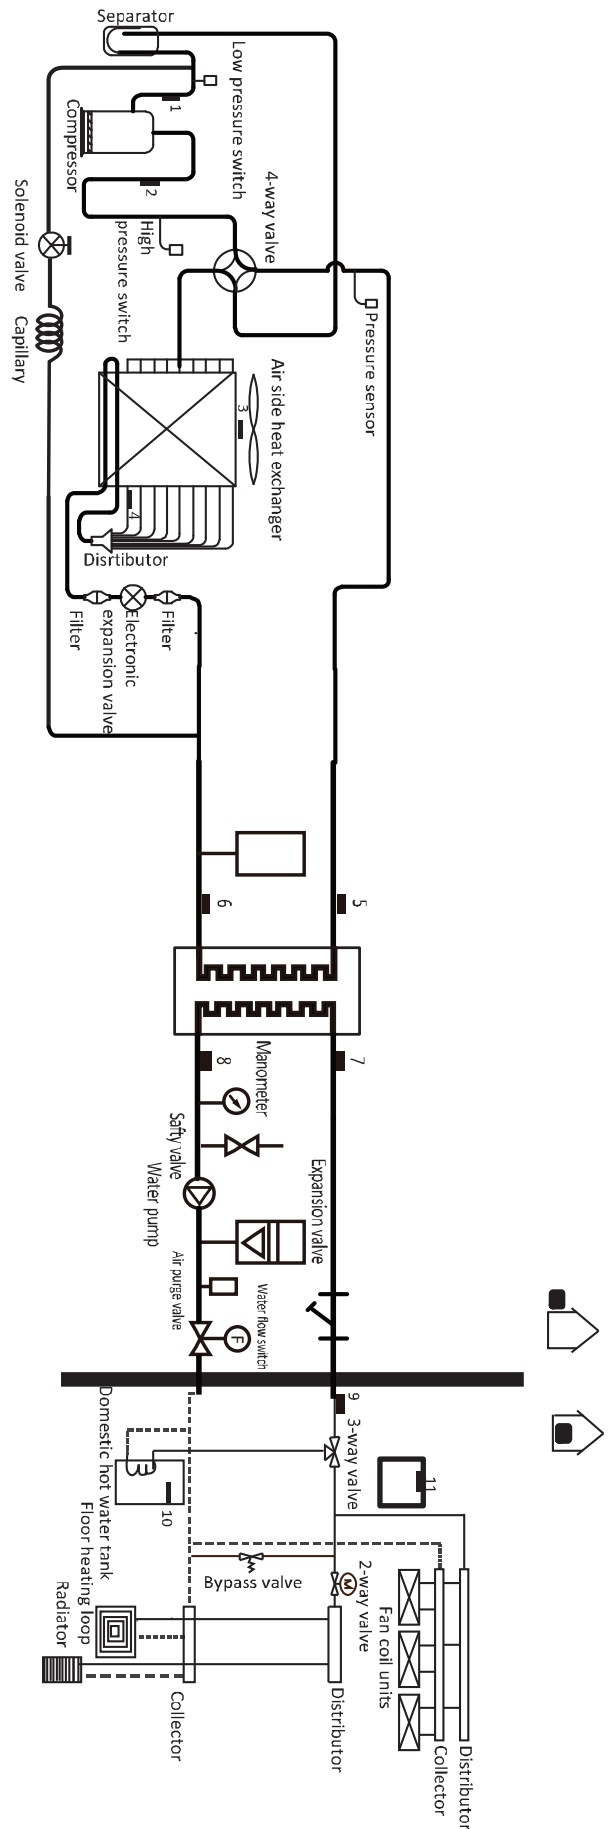 Separator
Low pressure switch
1
Compressor
2
4-way valve
High
pressure switch
Solenoid valve
Capillary
Pressure sensor
3
Air side heat exchanger
4
Disrtibutor
Filter
Electronic
expansion valve
Filter
5
6
7
8
Manometer
Safty valve
Water pump
Expansion valve
Air purge valve
Water flow switch
F
9
3-way valve
11
10
Domestic hot water tank
Floor heating loop
Radiator
Bypass valve
M
2-way valve
Fan coil units
Collector
Distributor
Collector
Distributor